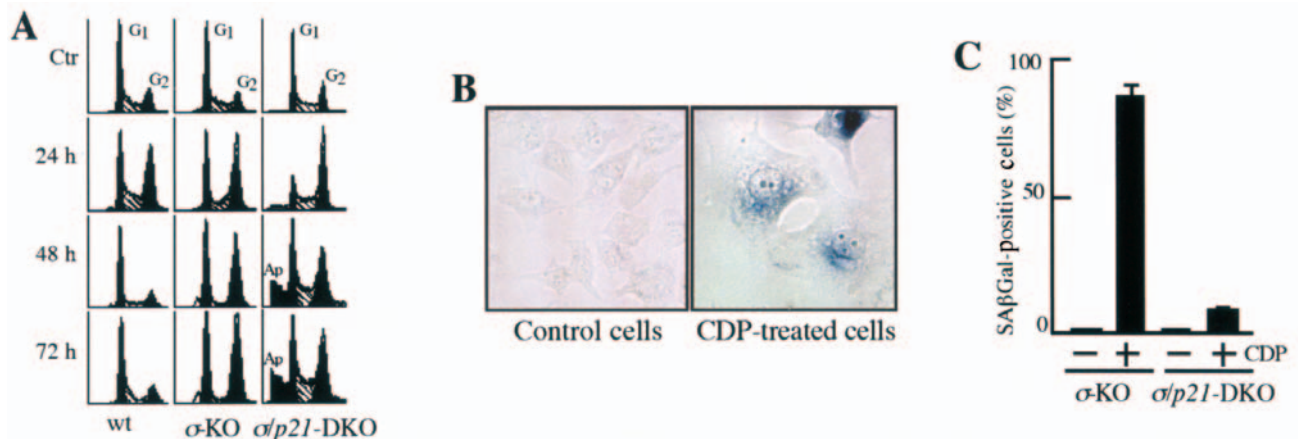 A
Ctr
G1 G2
G1 G2
G1 G2
24 h
48 h
Ap
72 h
Ap
wt
σ-KO
σ/p21-DKO
B
Control cells
CDP-treated cells
C
SAβGal-positive cells (%)
100
50
0
− + − + CDP
σ-KO
σ/p21-DKO